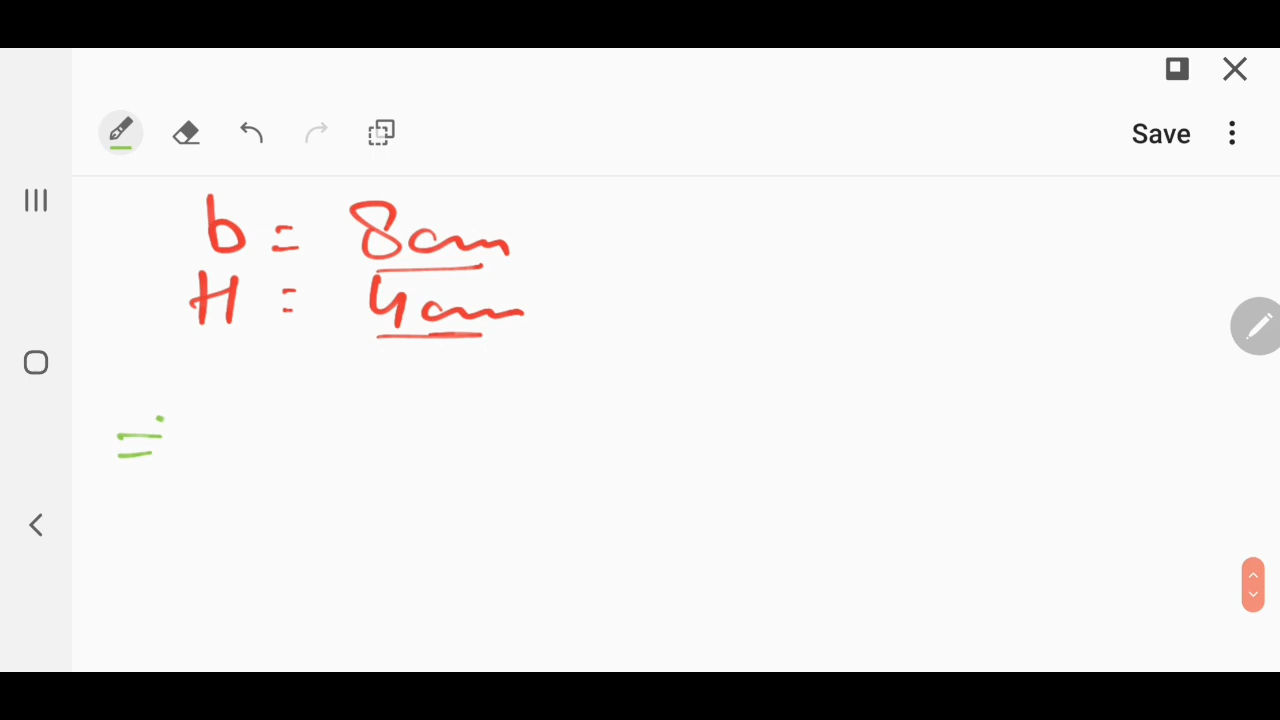 Save
b = 8cm
H = 4cm
=